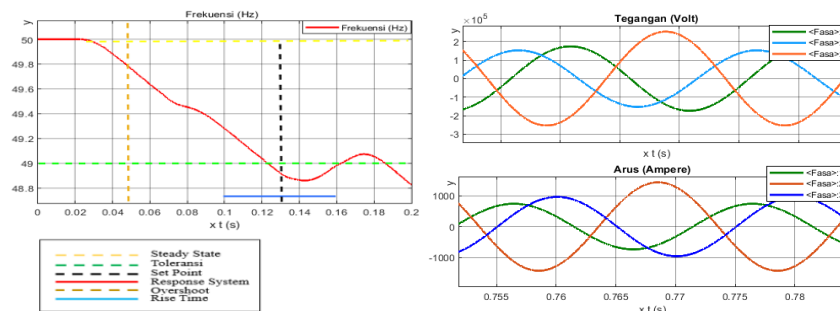 Frekuensi (Hz)
y
Frekuensi (Hz)
50
49.8
49.6
49.4
49.2
49
48.8
0 0.02 0.04 0.06 0.08 0.10 0.12 0.14 0.16 0.18 0.2
x t (s)
Steady State
Toleransi
Set Point
Response System
Overshoot
Rise Time
Tegangan (Volt)
y
× 10⁵
<Fasa>:
<Fasa>:
<Fasa>:
2
1
0
-1
-2
-3
x t (s)
Arus (Ampere)
y
<Fasa>:
<Fasa>:
<Fasa>:
1000
0
-1000
0.755 0.76 0.765 0.77 0.775 0.78
x t (s)